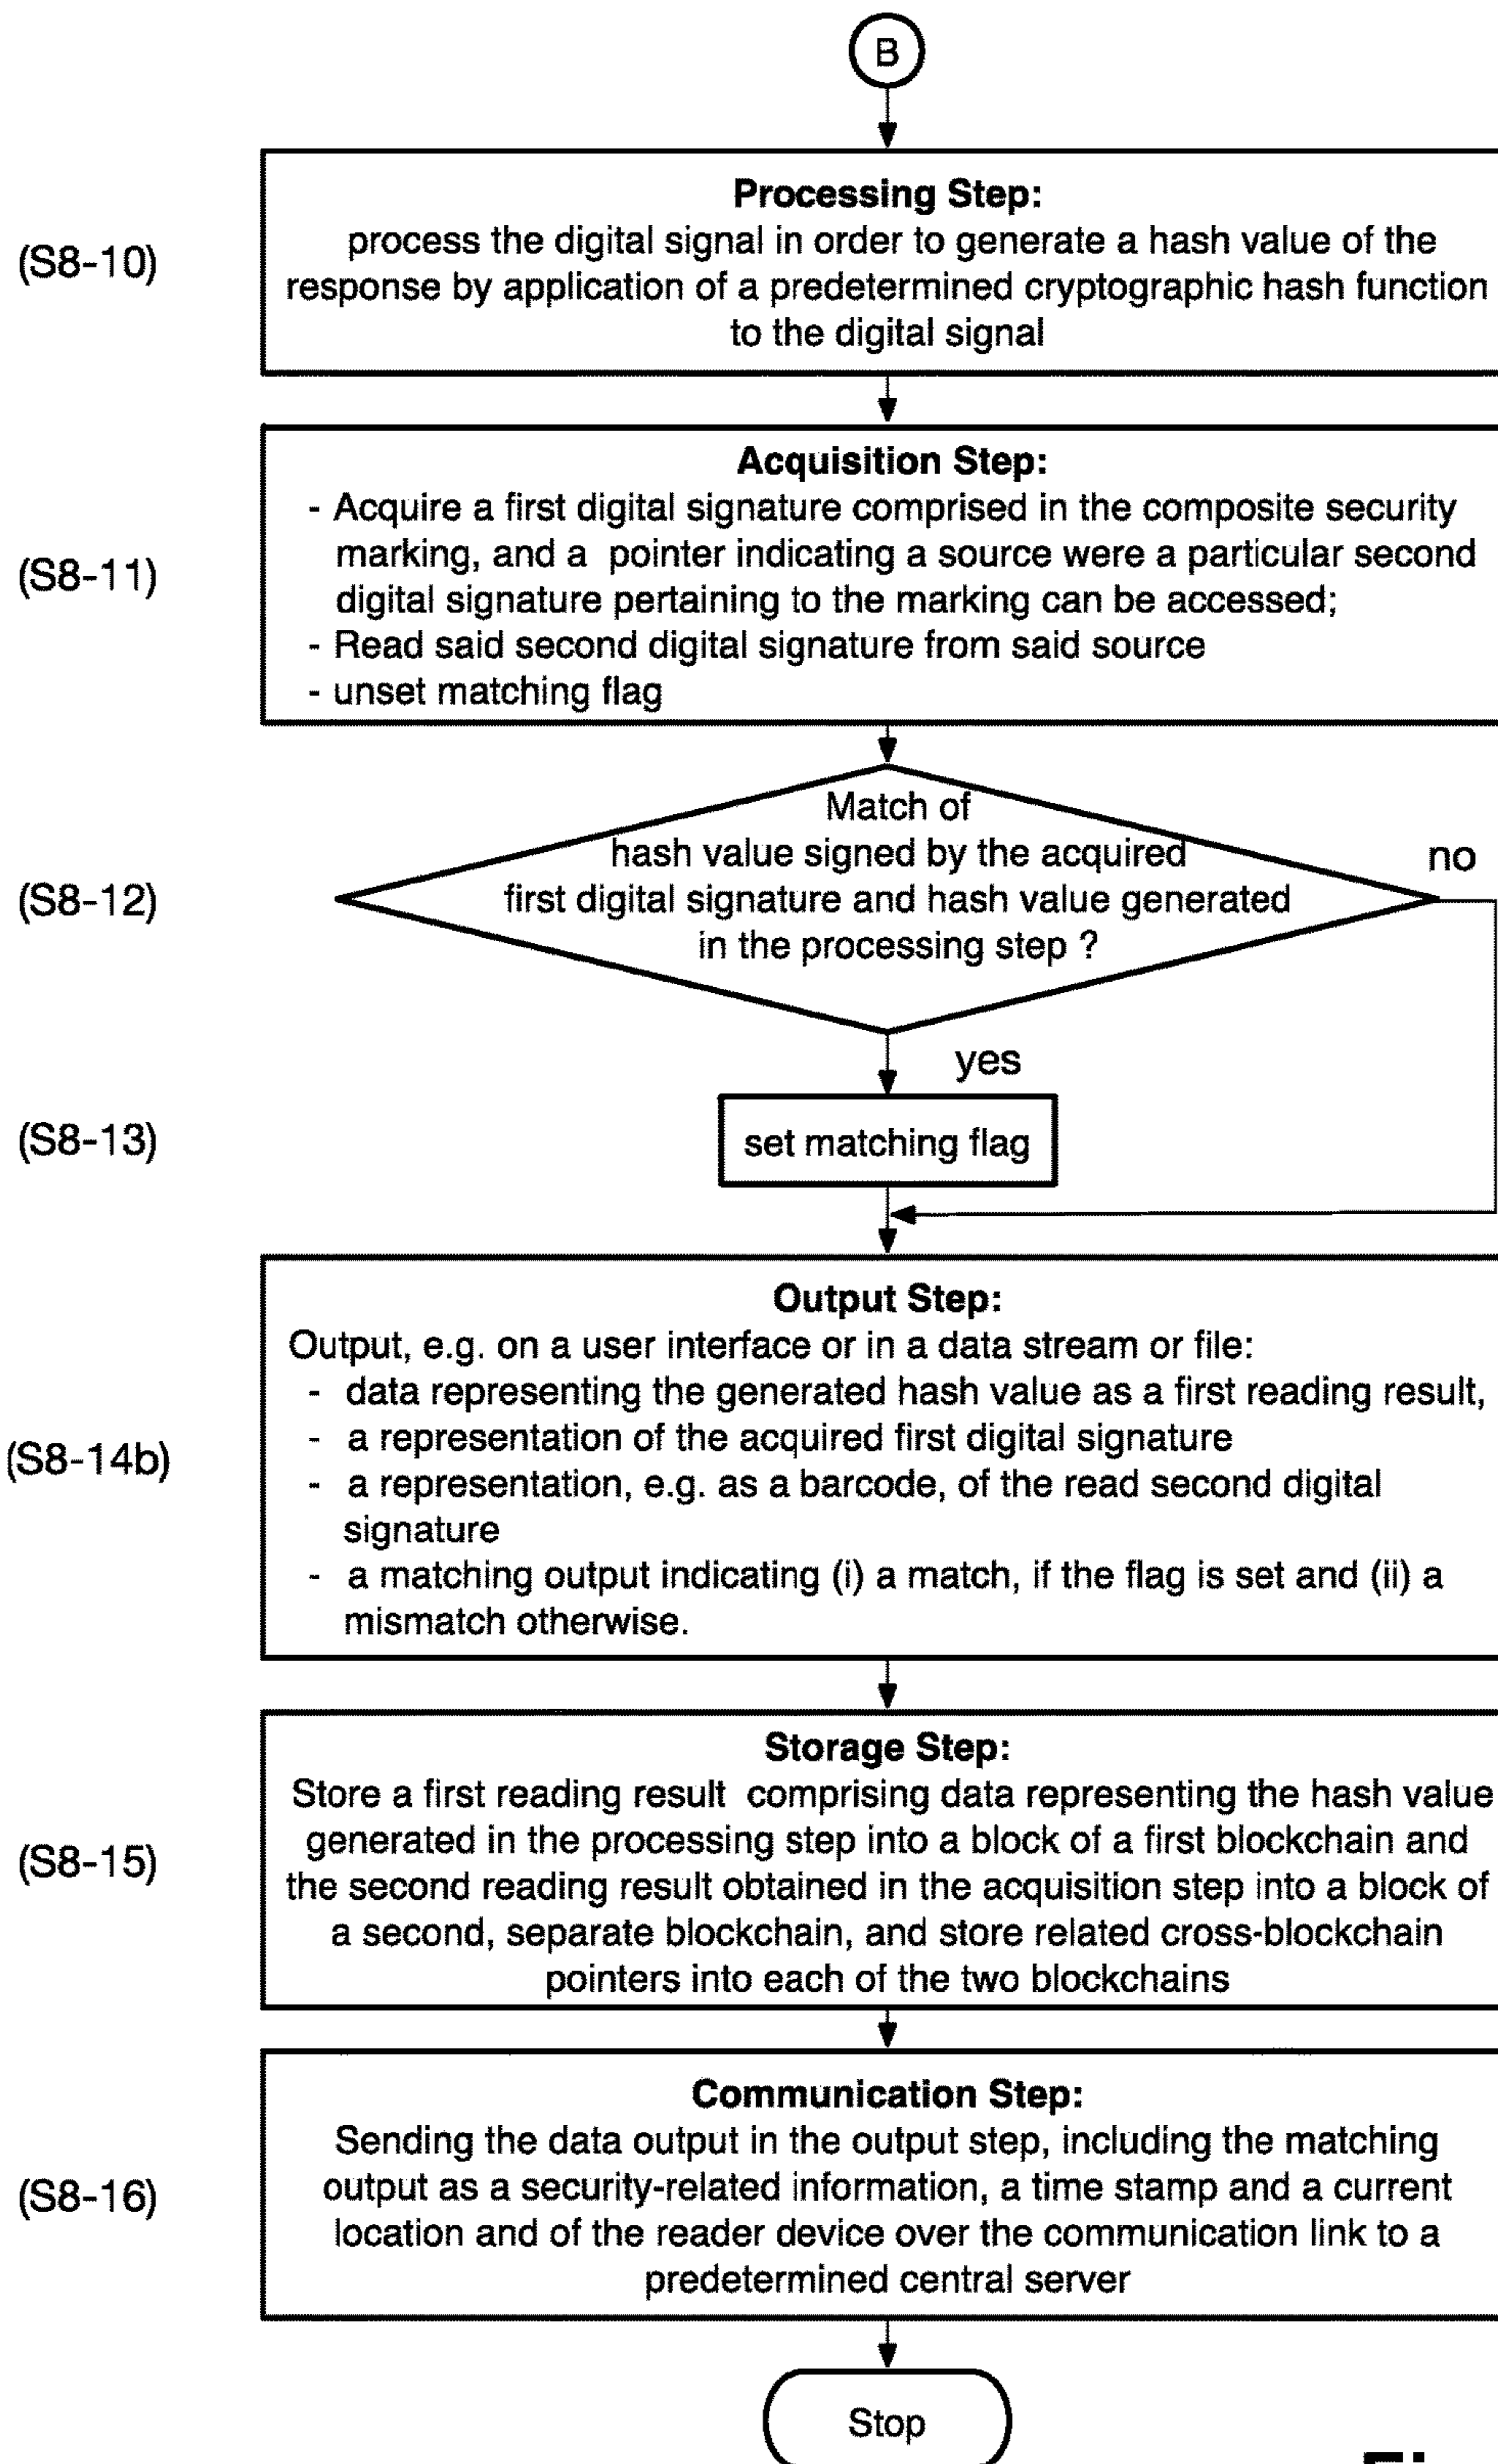 B
Processing Step:
(S8-10)
process the digital signal in order to generate a hash value of the
response by application of a predetermined cryptographic hash function
to the digital signal
Acquisition Step:
- Acquire a first digital signature comprised in the composite security
marking, and a pointer indicating a source were a particular second
(S8-11)
digital signature pertaining to the marking can be accessed;
- Read said second digital signature from said source
- unset matching flag
Match of
hash value signed by the acquired
no
(S8-12)
first digital signature and hash value generated
in the processing step ?
yes
(S8-13)
set matching flag
Output Step:
Output, e.g. on a user interface or in a data stream or file:
- data representing the generated hash value as a first reading result,
- a representation of the acquired first digital signature
(S8-14b)
- a representation, e.g. as a barcode, of the read second digital
signature
- a matching output indicating (i) a match, if the flag is set and (ii) a
mismatch otherwise.
Storage Step:
Store a first reading result comprising data representing the hash value
generated in the processing step into a block of a first blockchain and
(S8-15)
the second reading result obtained in the acquisition step into a block of
a second, separate blockchain, and store related cross-blockchain
pointers into each of the two blockchains
Communication Step:
Sending the data output in the output step, including the matching
(S8-16)
output as a security-related information, a time stamp and a current
location and of the reader device over the communication link to a
predetermined central server
Stop